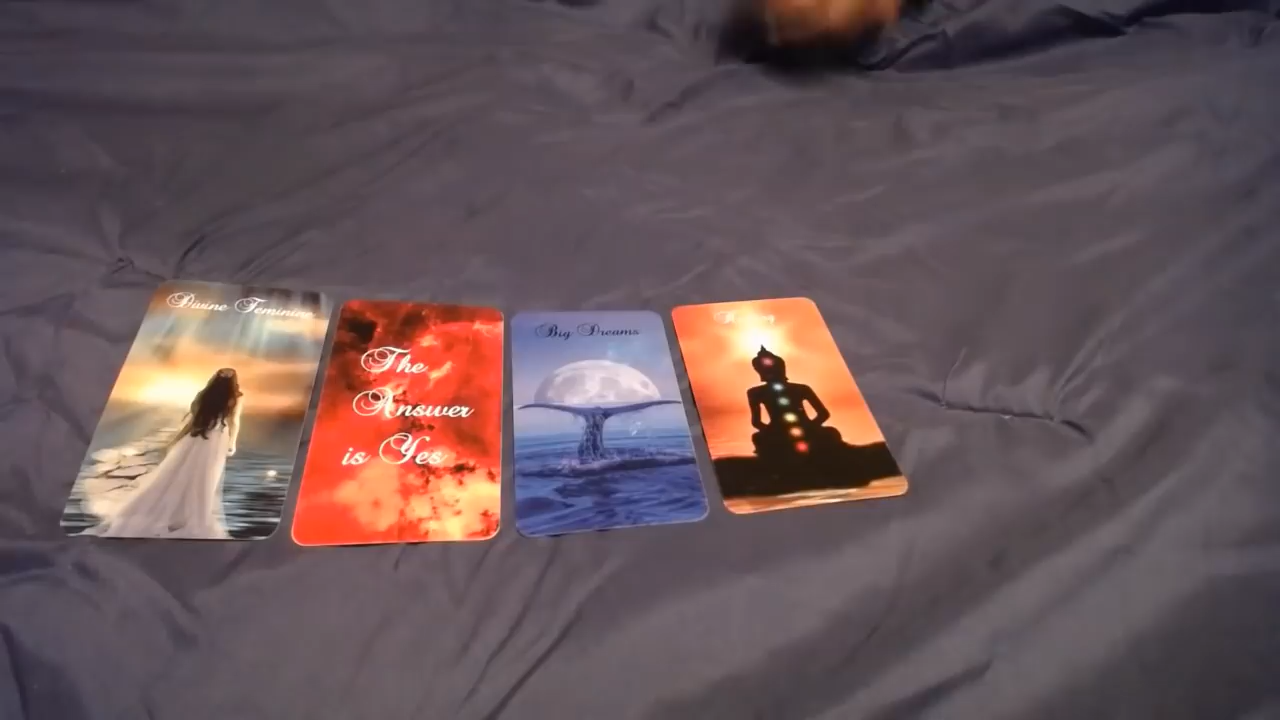 Divine Feminine
The
Answer
is Yes
Big Dreams